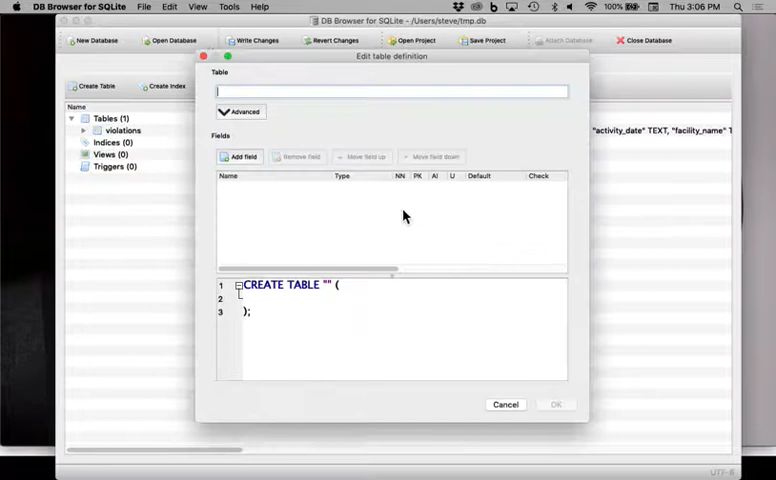 DB Browser for SQLite File Edit View Tools Help 100% Thu 3:06 PM
DB Browser for SQLite - /Users/steve/tmp.db
New Database Open Database Write Changes Revert Changes Open Project Save Project Attach Database Close Database
Edit table definition
Create Table Create Index
Table
Name
Tables (1)
violations
Indices (0)
Views (0)
Triggers (0)
"activity_date" TEXT, "facility_name" T
Advanced
Fields
Add field Remove field Move field up Move field down
Name Type NN PK AI U Default Check
1 CREATE TABLE "" (
2
3 );
Cancel OK
UTF-8